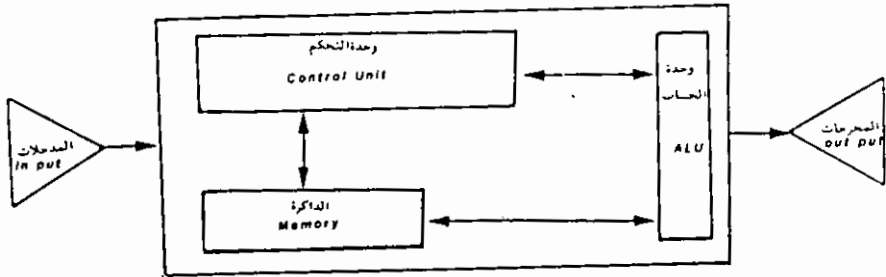 وحدة التحكم
Control Unit
وحدة
الحساب
ALU
المدخلات
In put
المخرجات
out put
الذاكرة
Memory